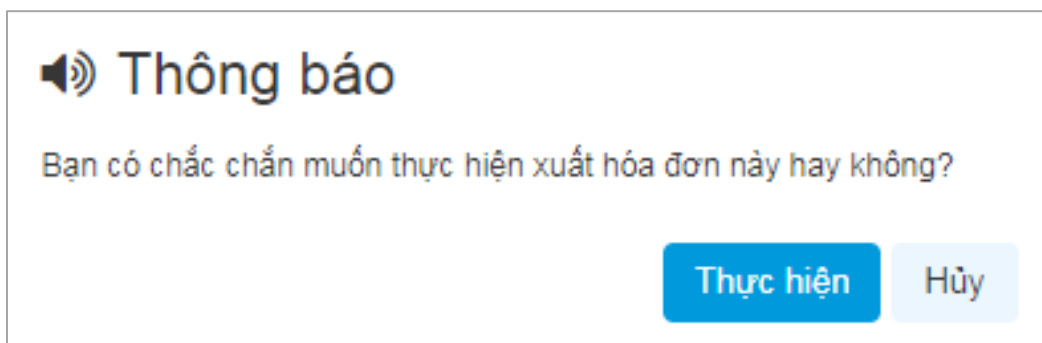 Thông báo
Bạn có chắc chắn muốn thực hiện xuất hóa đơn này hay không?
Thực hiện Hủy